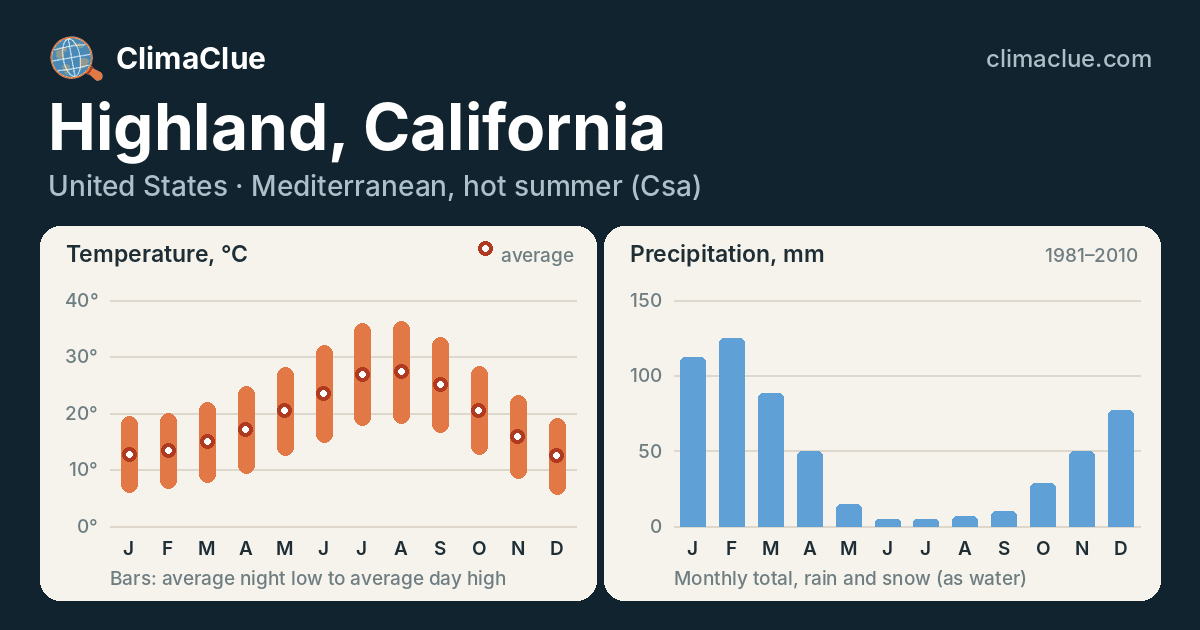 ClimaClue
climaclue.com
Highland, California
United States · Mediterranean, hot summer (Csa)
Temperature, °C
average
40°
30°
20°
10°
0°
J F M A M J J A S O N D
Bars: average night low to average day high
Precipitation, mm
1981–2010
150
100
50
0
J F M A M J J A S O N D
Monthly total, rain and snow (as water)